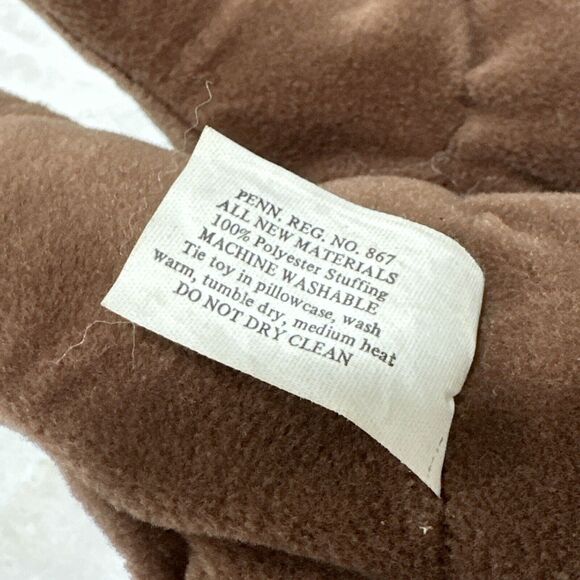 PENN. REG. NO. 867
ALL NEW MATERIALS
100% Polyester Stuffing
MACHINE WASHABLE
Tie toy in pillowcase, wash
warm, tumble dry, medium heat
DO NOT DRY CLEAN